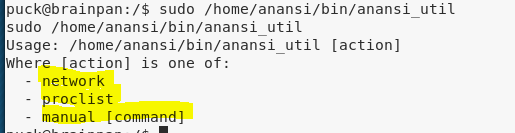 puck@brainpan:/$ sudo /home/anansi/bin/anansi_util
sudo /home/anansi/bin/anansi_util
Usage: /home/anansi/bin/anansi_util [action]
Where [action] is one of:
  - network
  - proclist
  - manual [command]
puck@brainpan:/$